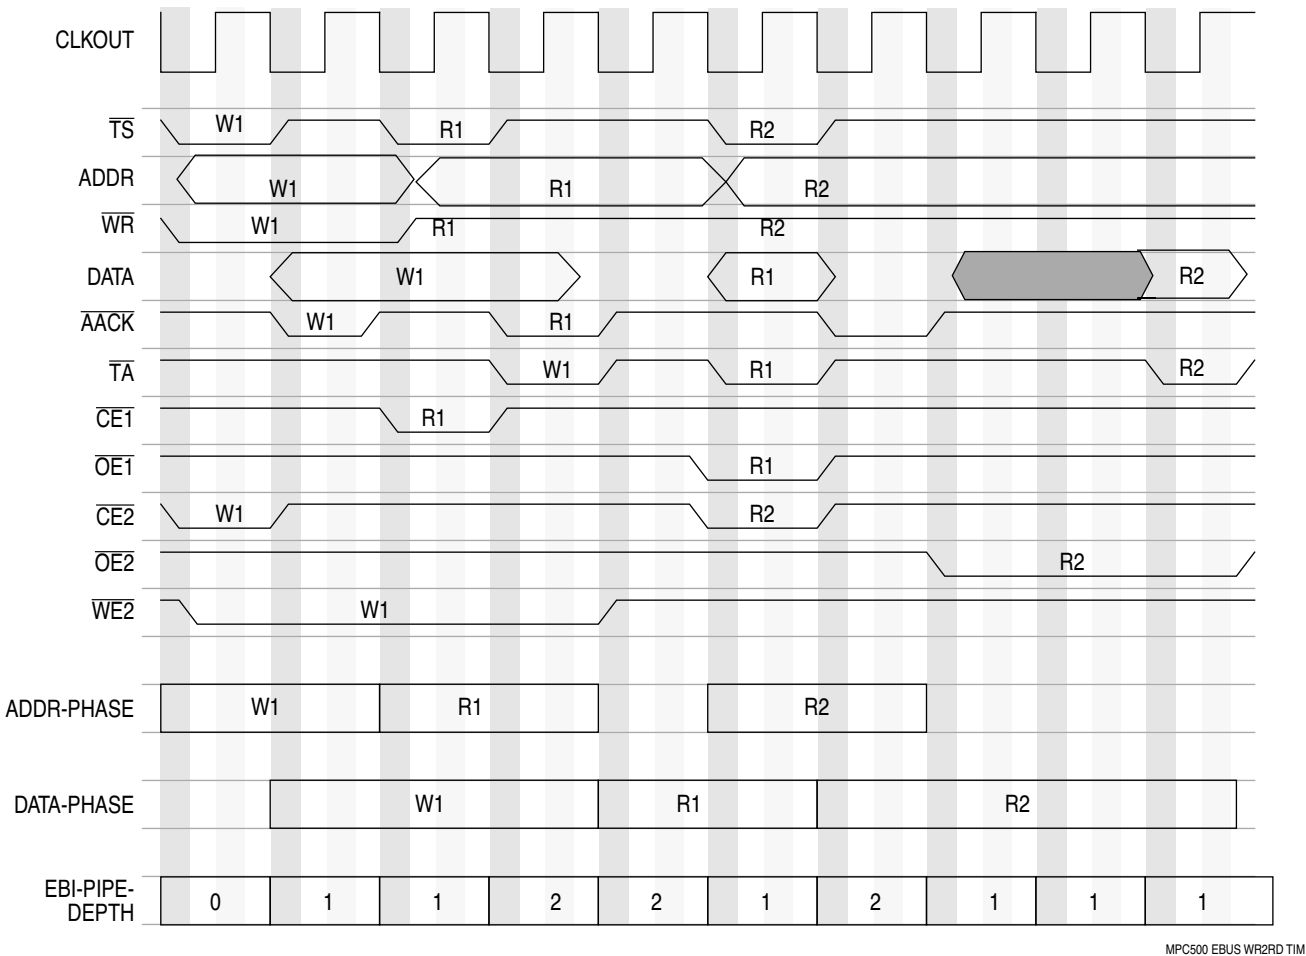 CLKOUT
TS W1 R1 R2
ADDR W1 R1 R2
WR W1 R1 R2
DATA W1 R1 R2
AACK W1 R1
TA W1 R1 R2
CE1 R1
OE1 R1
CE2 W1 R2
OE2 R2
WE2 W1
ADDR-PHASE W1 R1 R2
DATA-PHASE W1 R1 R2
EBI-PIPE-
DEPTH 0 1 1 2 2 1 2 1 1 1
MPC500 EBUS WR2RD TIM